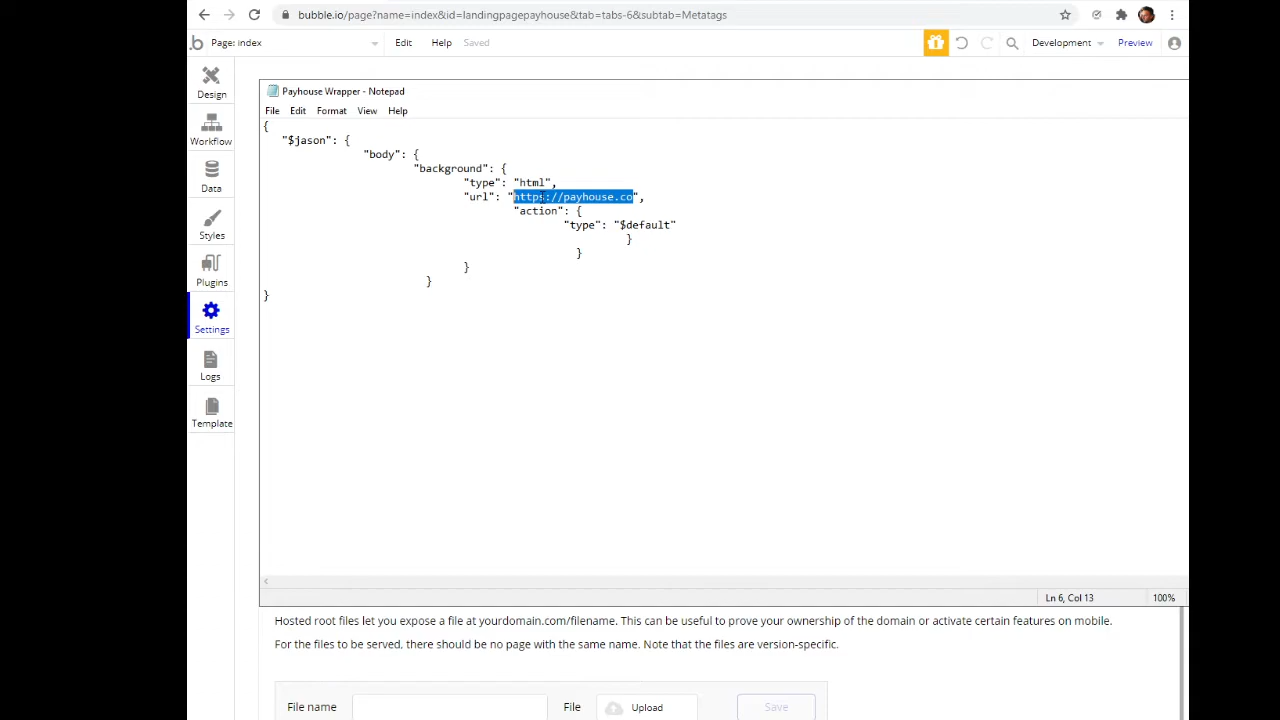 bubble.io/page?name=index&id=landingpagepayhouse&tab=tabs-6&subtab=Metatags
.b Page: index Edit Help Saved Development Preview
Design
Workflow
Data
Styles
Plugins
Settings
Logs
Template
Payhouse Wrapper - Notepad
File Edit Format View Help
{
"$jason": {
"body": {
"background": {
"type": "html",
"url": "https://payhouse.co",
"action": {
"type": "$default"
}
}
}
}
}
Ln 6, Col 13 100%
Hosted root files let you expose a file at yourdomain.com/filename. This can be useful to prove your ownership of the domain or activate certain features on mobile.
For the files to be served, there should be no page with the same name. Note that the files are version-specific.
File name File Upload Save